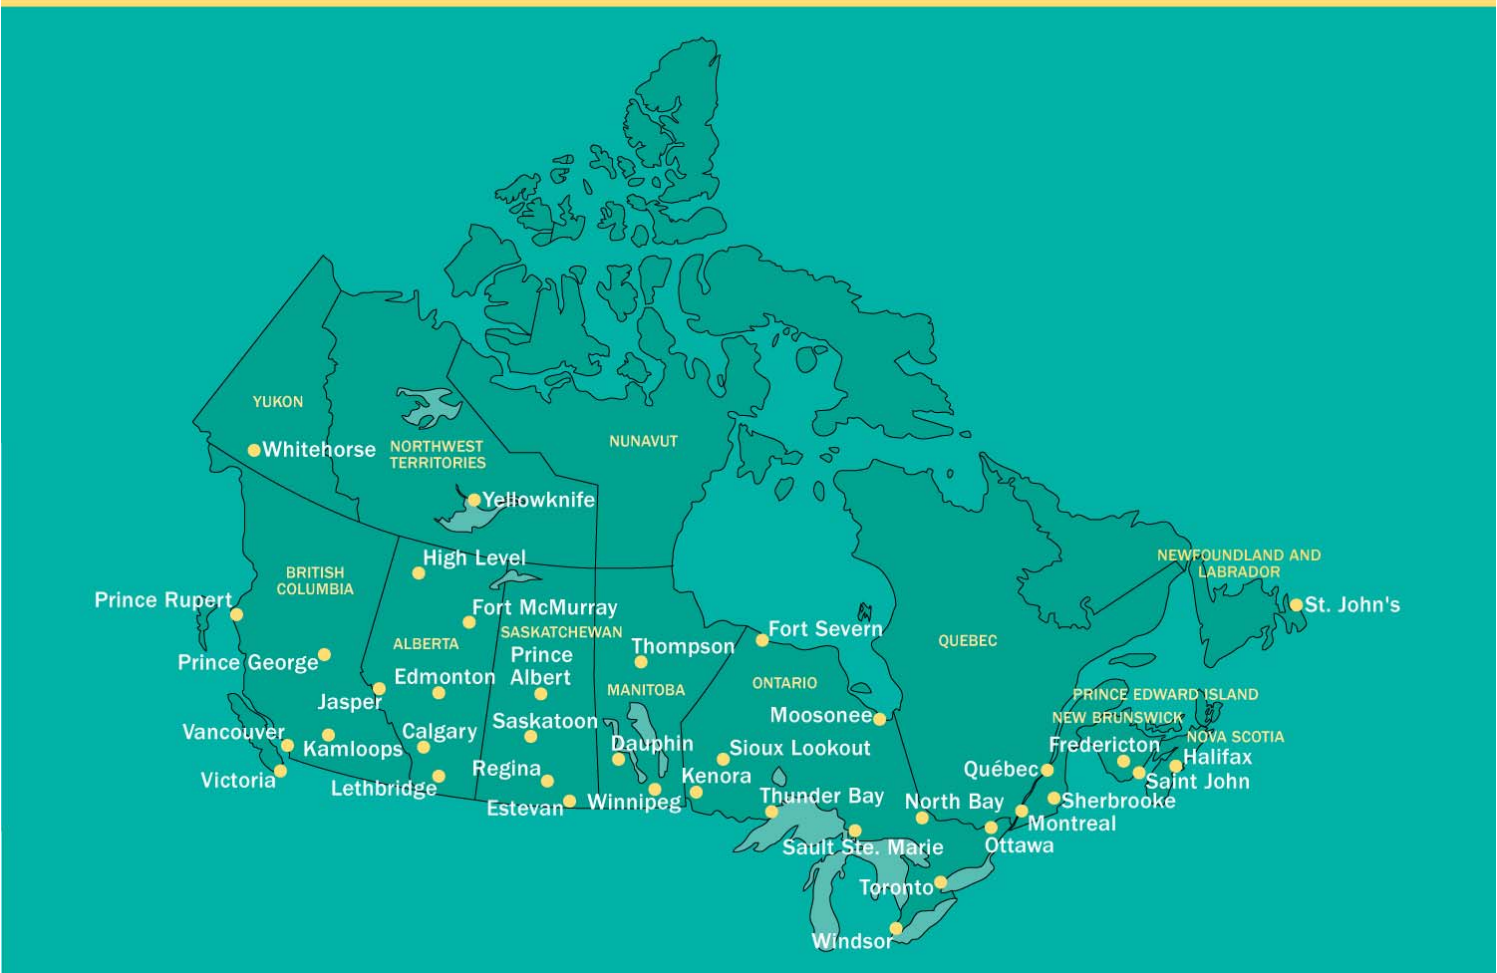 YUKON
NUNAVUT
Whitehorse
NORTHWEST
TERRITORIES
Yellowknife
NEWFOUNDLAND AND
LABRADOR
High Level
BRITISH
COLUMBIA
Prince Rupert
Fort McMurray
St. John's
Fort Severn
SASKATCHEWAN
ALBERTA
QUEBEC
Thompson
Prince
Albert
Prince George
Edmonton
MANITOBA
ONTARIO
PRINCE EDWARD ISLAND
Jasper
Moosonee
NEW BRUNSWICK
Saskatoon
Vancouver
Calgary
NOVA SCOTIA
Kamloops
Dauphin
Sioux Lookout
Fredericton
Halifax
Regina
Québec
Victoria
Kenora
Saint John
Lethbridge
Thunder Bay
Winnipeg
North Bay
Sherbrooke
Estevan
Montreal
Sault Ste. Marie
Ottawa
Toronto
Windsor